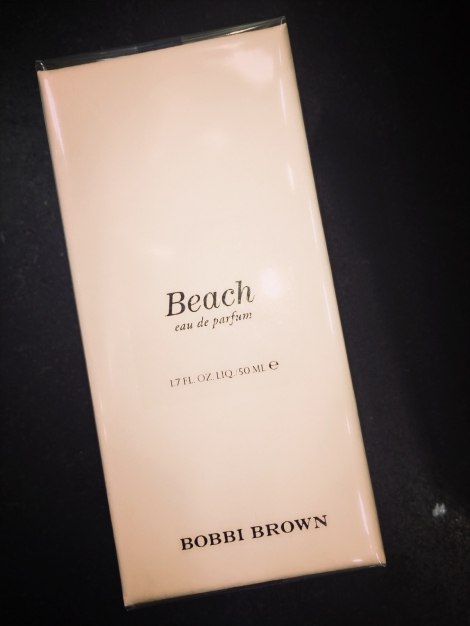 Beach
eau de parfum
1.7 FL. OZ. LIQ./50 ML ℮
BOBBI BROWN